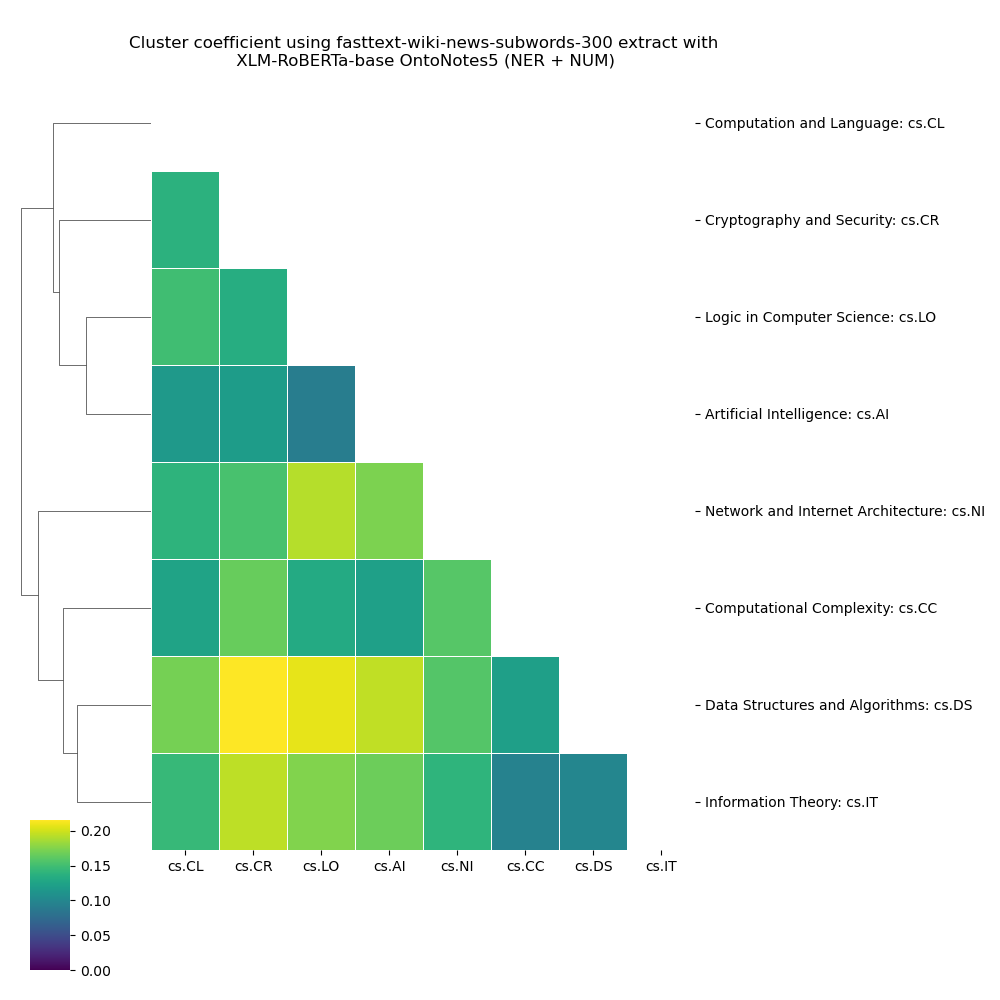 Cluster coefficient using fasttext-wiki-news-subwords-300 extract with
XLM-RoBERTa-base OntoNotes5 (NER + NUM)
Computation and Language: cs.CL
Cryptography and Security: cs.CR
Logic in Computer Science: cs.LO
Artificial Intelligence: cs.AI
Network and Internet Architecture: cs.NI
Computational Complexity: cs.CC
Data Structures and Algorithms: cs.DS
Information Theory: cs.IT
cs.CL cs.CR cs.LO cs.AI cs.NI cs.CC cs.DS cs.IT
0.20
0.15
0.10
0.05
0.00